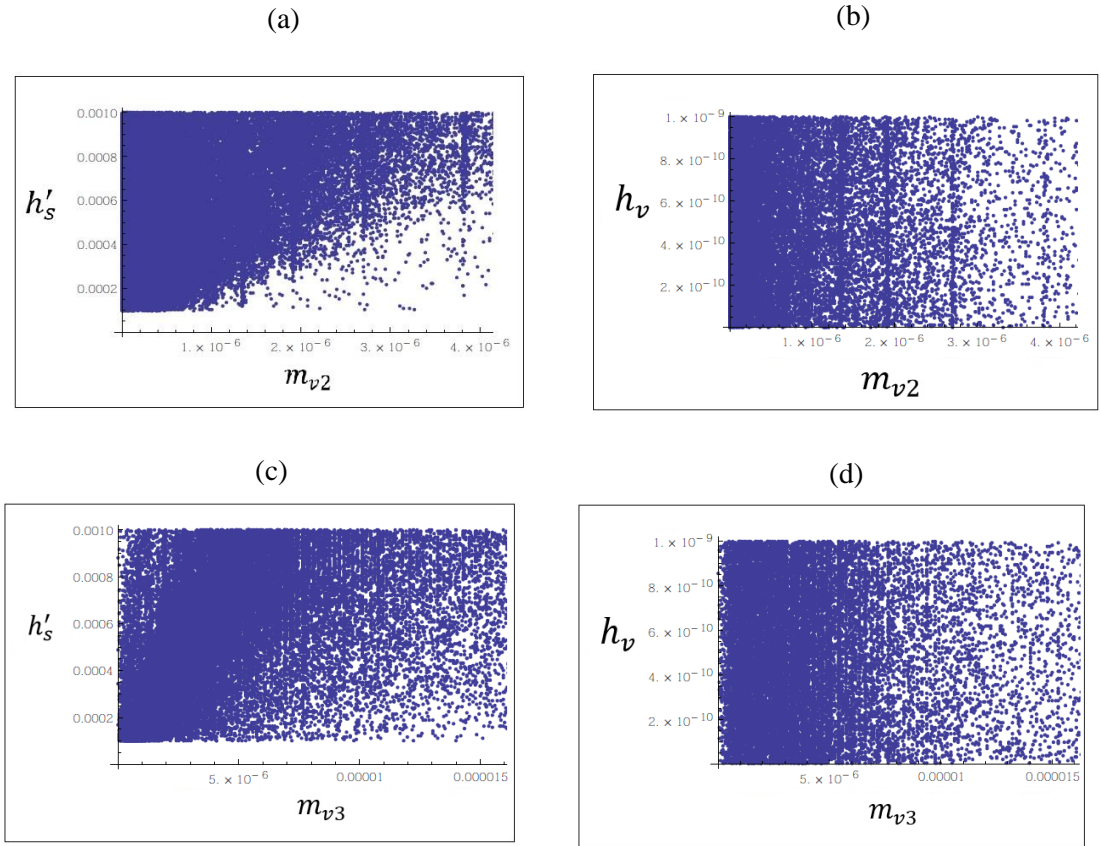 (a)
(b)
0.0010
0.0008
h′s
0.0006
0.0004
0.0002
1. × 10⁻⁶ 2. × 10⁻⁶ 3. × 10⁻⁶ 4. × 10⁻⁶
mν2
1. × 10⁻⁹
8. × 10⁻¹⁰
hν
6. × 10⁻¹⁰
4. × 10⁻¹⁰
2. × 10⁻¹⁰
1. × 10⁻⁶ 2. × 10⁻⁶ 3. × 10⁻⁶ 4. × 10⁻⁶
mν2
(c)
(d)
0.0010
0.0008
h′s
0.0006
0.0004
0.0002
5. × 10⁻⁶ 0.00001 0.000015
mν3
1. × 10⁻⁹
8. × 10⁻¹⁰
hν
6. × 10⁻¹⁰
4. × 10⁻¹⁰
2. × 10⁻¹⁰
5. × 10⁻⁶ 0.00001 0.000015
mν3